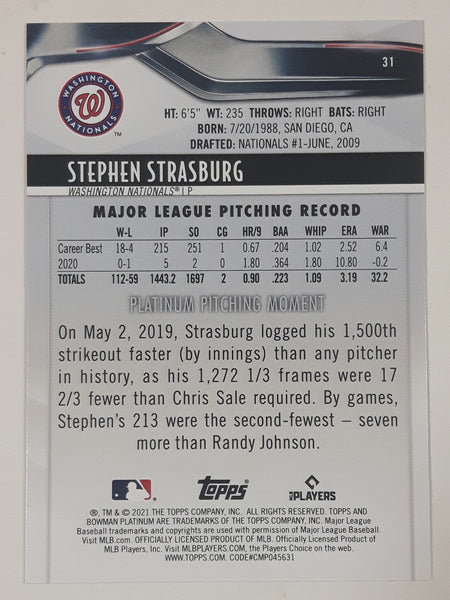 31
WASHINGTON
W
NATIONALS
TM
HT: 6'5" WT: 235 THROWS: RIGHT BATS: RIGHT
BORN: 7/20/1988, SAN DIEGO, CA
DRAFTED: NATIONALS #1-JUNE, 2009
STEPHEN STRASBURG
WASHINGTON NATIONALS® | P
MAJOR LEAGUE PITCHING RECORD
W-L IP SO CG HR/9 BAA WHIP ERA WAR
Career Best 18-4 215 251 1 0.67 .204 1.02 2.52 6.4
2020 0-1 5 2 0 1.80 .364 1.80 10.80 -0.2
TOTALS 112-59 1443.2 1697 2 0.90 .223 1.09 3.19 32.2
PLATINUM PITCHING MOMENT
On May 2, 2019, Strasburg logged his 1,500th
strikeout faster (by innings) than any pitcher
in history, as his 1,272 1/3 frames were 17
2/3 fewer than Chris Sale required. By games,
Stephen's 213 were the second-fewest – seven
more than Randy Johnson.
topps
MLB PLAYERS
®, TM & © 2021 THE TOPPS COMPANY, INC. ALL RIGHTS RESERVED. TOPPS AND
BOWMAN PLATINUM ARE TRADEMARKS OF THE TOPPS COMPANY, INC. Major League
Baseball trademarks and copyrights are used with permission of Major League Baseball.
Visit MLB.com. OFFICIALLY LICENSED PRODUCT OF MLB. Officially Licensed Product of
MLB Players, Inc. Visit MLBPLAYERS.COM, the Players Choice on the web.
WWW.TOPPS.COM. CODE#CMP045631